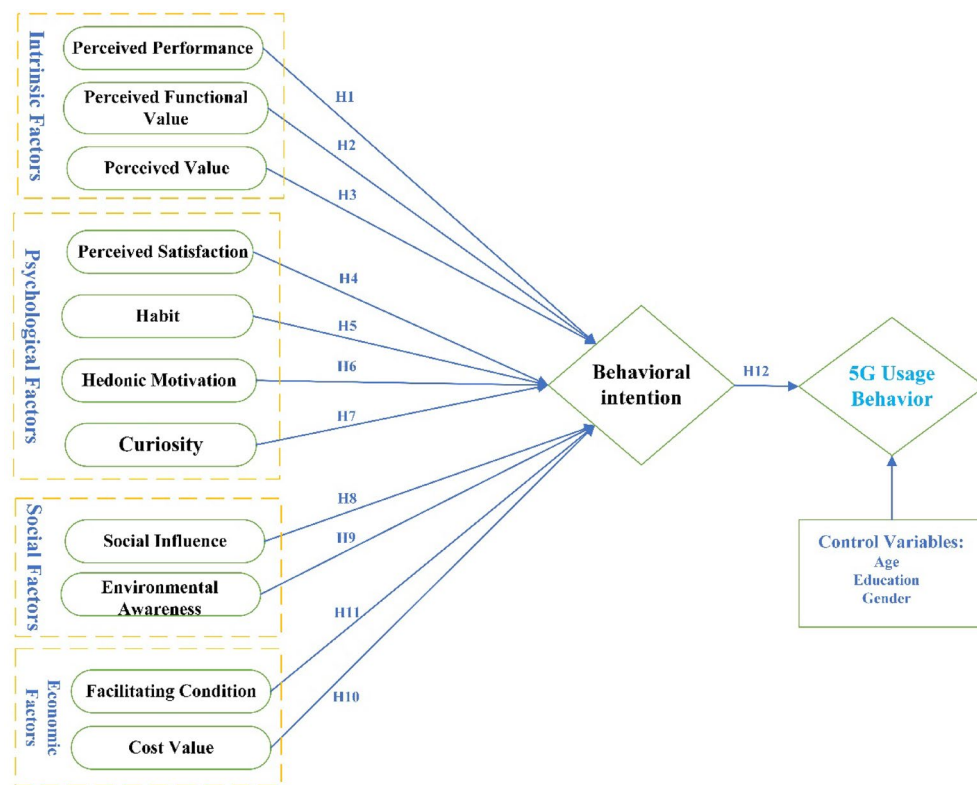 Intrinsic Factors
Perceived Performance
Perceived Functional
Value
Perceived Value
H1
H2
H3
Psychological Factors
Perceived Satisfaction
Habit
Hedonic Motivation
Curiosity
H4
H5
H6
H7
Behavioral
intention
H12
5G Usage
Behavior
Social Factors
Social Influence
Environmental
Awareness
H8
H9
Control Variables:
Age
Education
Gender
Economic
Factors
Facilitating Condition
Cost Value
H11
H10